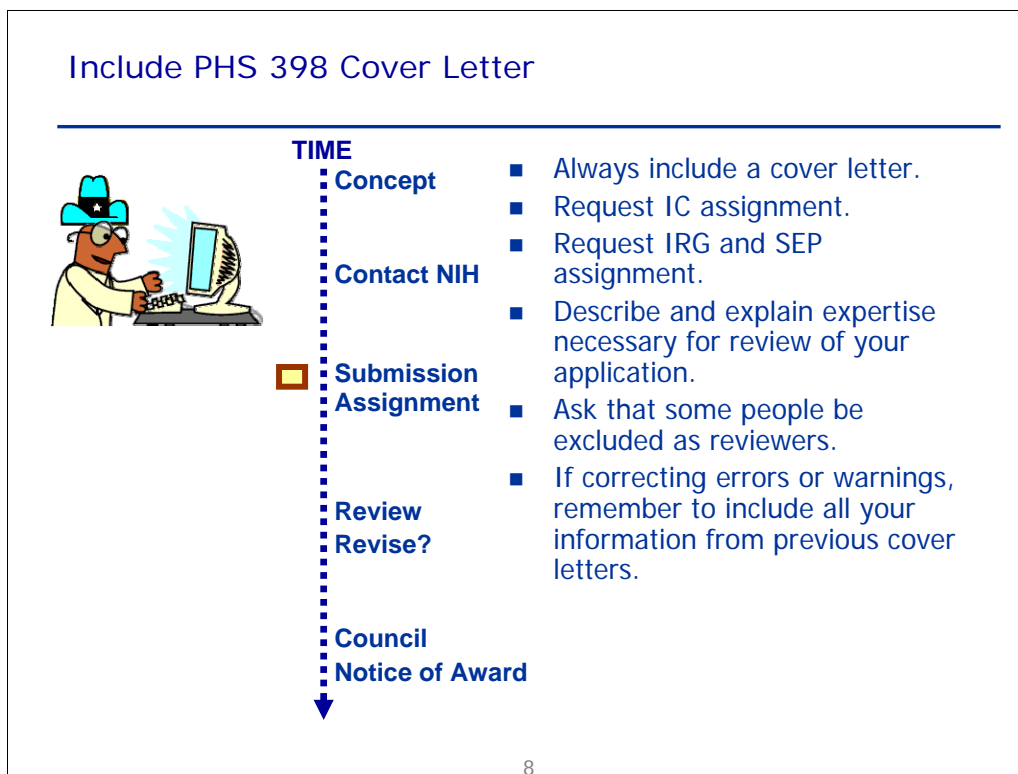 Include PHS 398 Cover Letter
TIME
Concept
Contact NIH
Submission
Assignment
Review
Revise?
Council
Notice of Award
■ Always include a cover letter.
■ Request IC assignment.
■ Request IRG and SEP
assignment.
■ Describe and explain expertise
necessary for review of your
application.
■ Ask that some people be
excluded as reviewers.
■ If correcting errors or warnings,
remember to include all your
information from previous cover
letters.
8